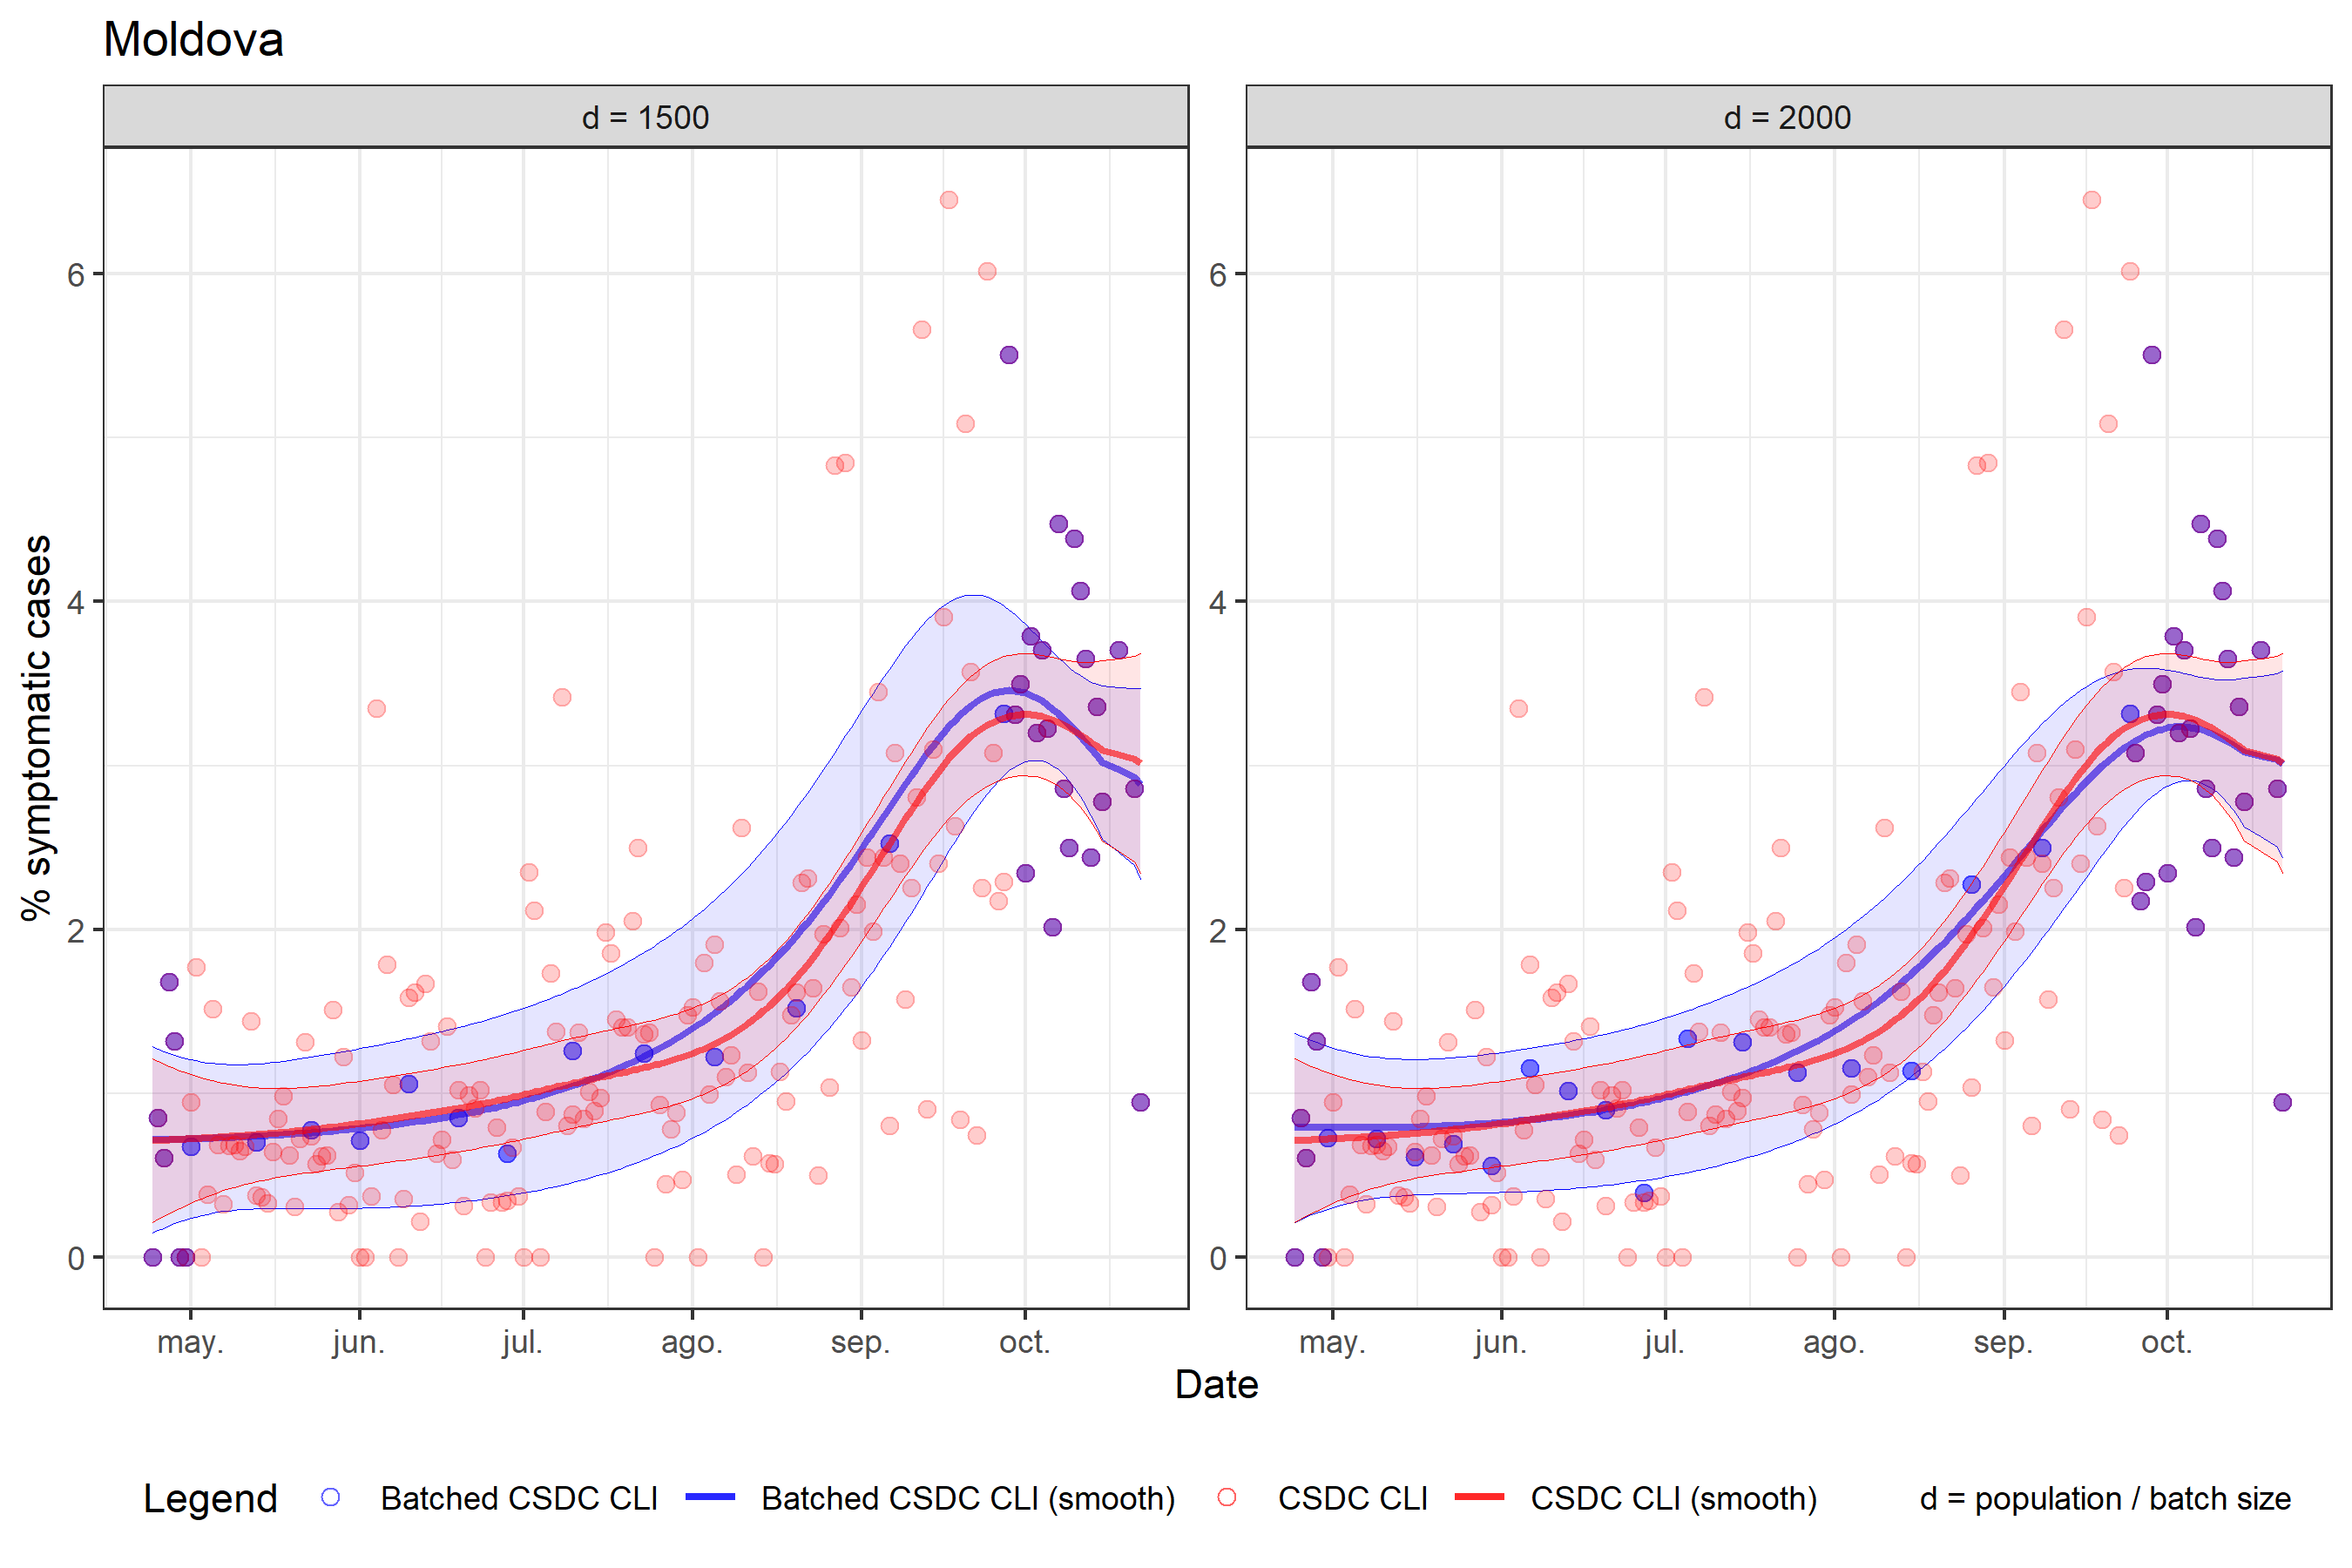 Moldova
d = 1500
d = 2000
% symptomatic cases
6
4
2
0
6
4
2
0
may. jun. jul. ago. sep. oct.
may. jun. jul. ago. sep. oct.
Date
Legend Batched CSDC CLI Batched CSDC CLI (smooth) CSDC CLI CSDC CLI (smooth) d = population / batch size